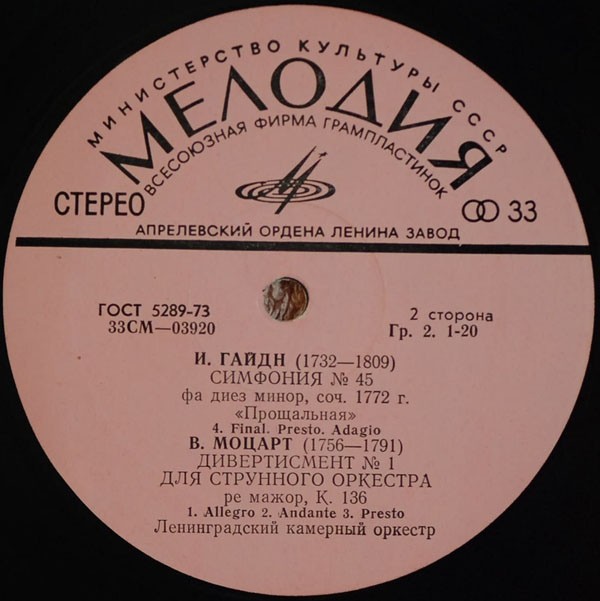 МИНИСТЕРСТВО КУЛЬТУРЫ СССР
МЕЛОДИЯ
ВСЕСОЮЗНАЯ ФИРМА ГРАМПЛАСТИНОК
СТЕРЕО 33
АПРЕЛЕВСКИЙ ОРДЕНА ЛЕНИНА ЗАВОД
ГОСТ 5289-73
33СМ—03920
2 сторона
Гр. 2. 1-20
И. ГАЙДН (1732—1809)
СИМФОНИЯ № 45
фа диез минор, соч. 1772 г.
«Прощальная»
4. Final. Presto. Adagio
В. МОЦАРТ (1756—1791)
ДИВЕРТИСМЕНТ № 1
ДЛЯ СТРУННОГО ОРКЕСТРА
ре мажор, К. 136
1. Allegro 2. Andante 3. Presto
Ленинградский камерный оркестр